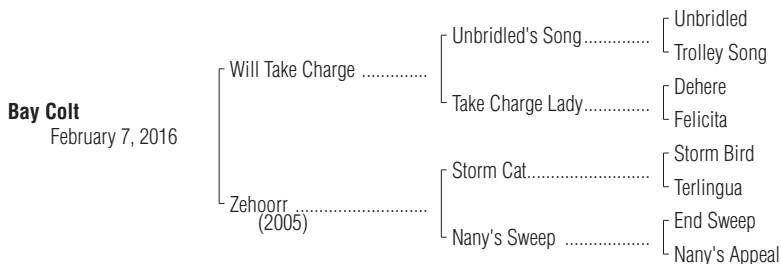 Unbridled
Unbridled's Song..............
Trolley Song
Will Take Charge ..............
Dehere
Take Charge Lady..............
Felicita
Bay Colt
February 7, 2016
Storm Bird
Storm Cat..........................
Terlingua
Zehoorr ............................
(2005)
End Sweep
Nany's Sweep ..................
Nany's Appeal